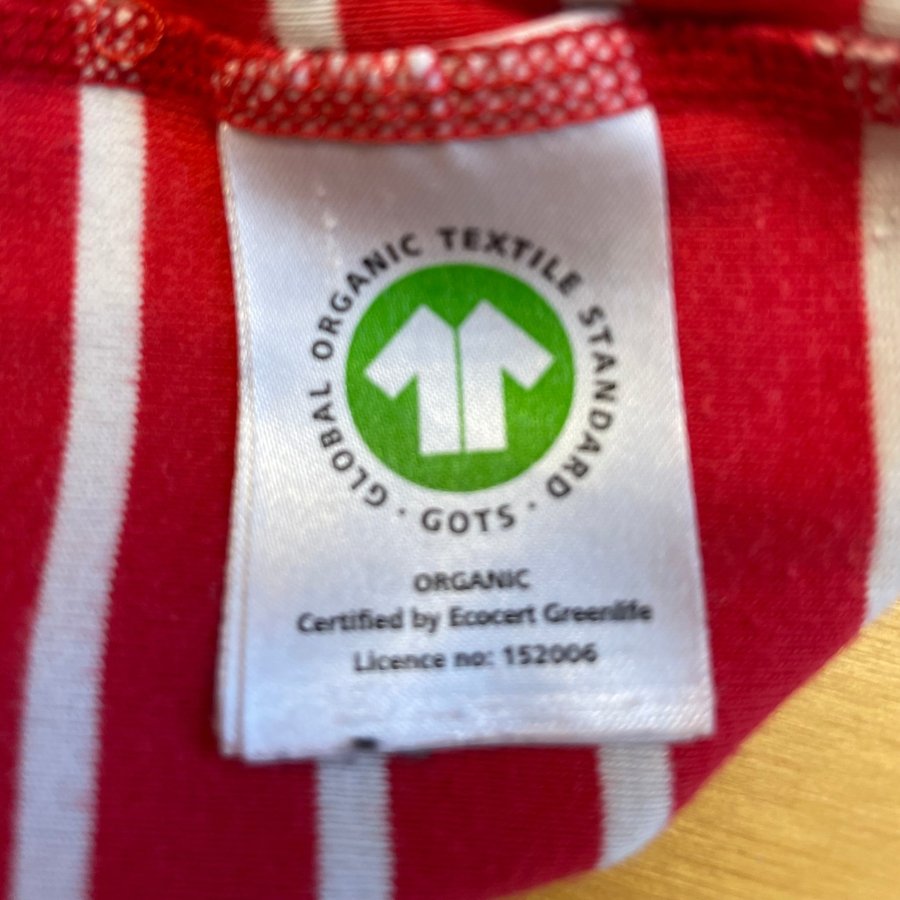 GLOBAL ORGANIC TEXTILE STANDARD
· GOTS ·
ORGANIC
Certified by Ecocert Greenlife
Licence no: 152006